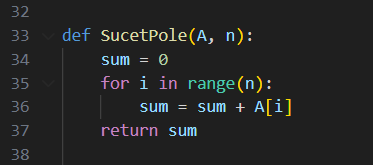 32
33 def SucetPole(A, n):
34     sum = 0
35     for i in range(n):
36         sum = sum + A[i]
37     return sum
38